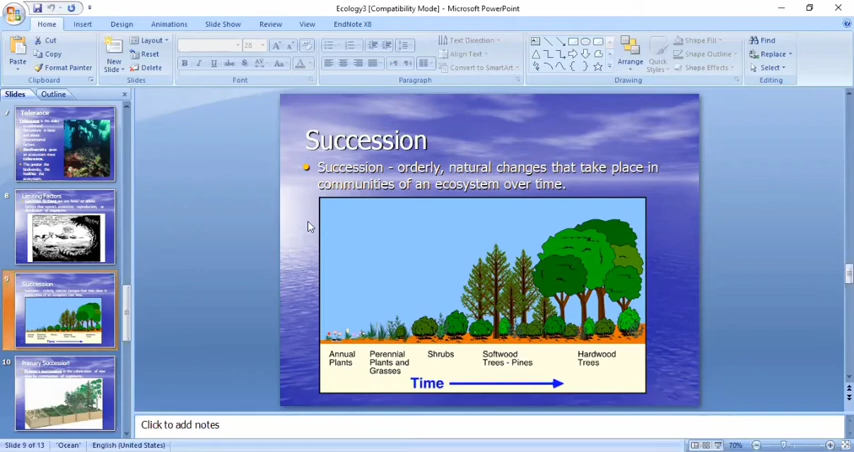 Ecology3 [Compatibility Mode] - PowerPoint
Home Insert Design Animations Slide Show Review View EndNote X8
Cut
Copy
Format Painter
Paste
Clipboard
New
Slide
Layout
Reset
Delete
Slides
28
Font
Paragraph
Text Direction
Align Text
Convert to SmartArt
Arrange
Quick
Styles
Shape Fill
Shape Outline
Shape Effects
Drawing
Find
Replace
Select
Editing
Slides Outline
7
Tolerance
8
Limiting Factors
9
Succession
10
Primary Succession
Succession
Succession - orderly, natural changes that take place in
communities of an ecosystem over time.
Annual
Plants
Perennial
Plants and
Grasses
Shrubs
Softwood
Trees - Pines
Hardwood
Trees
Time
Click to add notes
Slide 9 of 13 "Ocean" English (United States) 70%